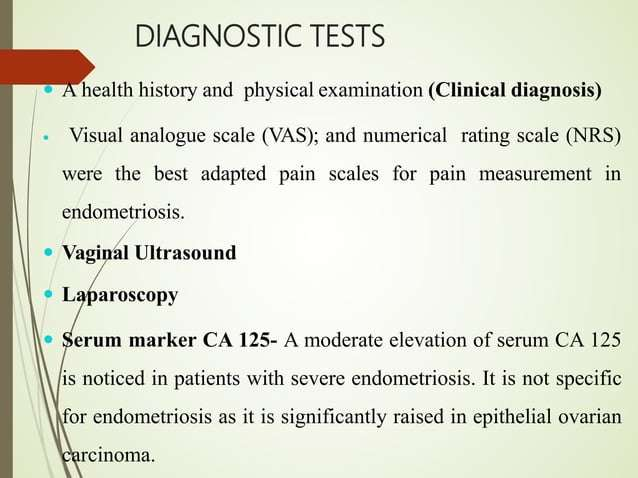 DIAGNOSTIC TESTS
A health history and physical examination (Clinical diagnosis)
Visual analogue scale (VAS); and numerical rating scale (NRS)
were the best adapted pain scales for pain measurement in
endometriosis.
Vaginal Ultrasound
Laparoscopy
Serum marker CA 125- A moderate elevation of serum CA 125
is noticed in patients with severe endometriosis. It is not specific
for endometriosis as it is significantly raised in epithelial ovarian
carcinoma.